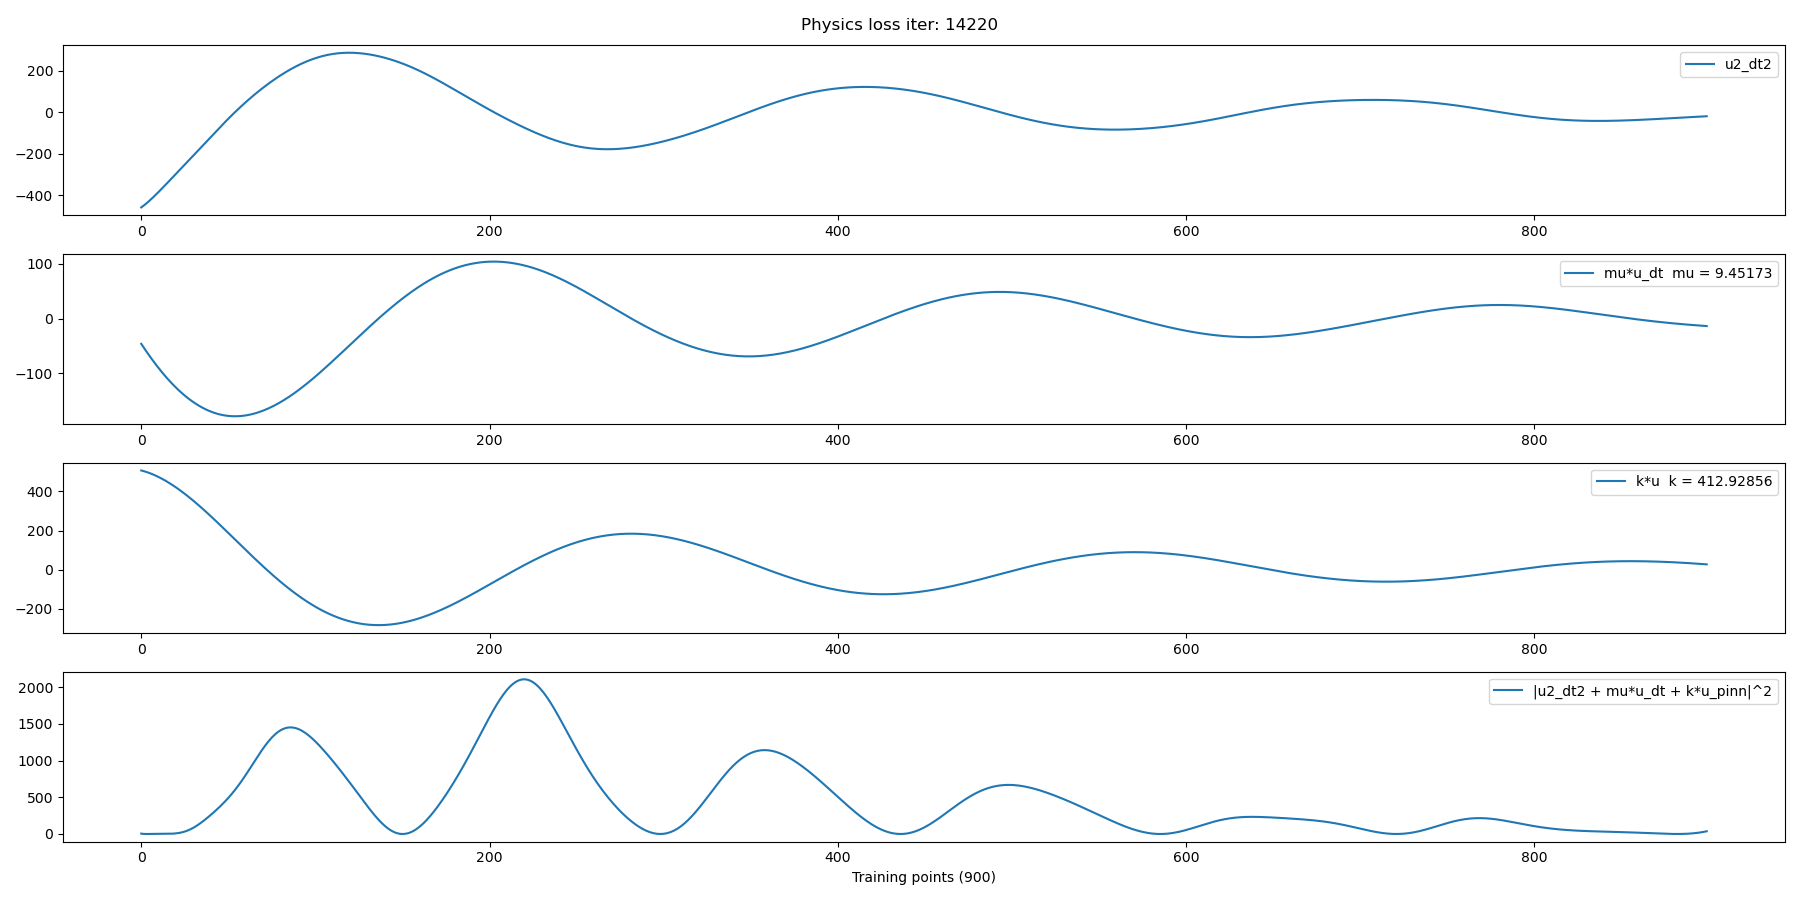 Physics loss iter: 14220
u2_dt2
200
0
−200
−400
0 200 400 600 800
mu*u_dt  mu = 9.45173
100
0
−100
0 200 400 600 800
k*u  k = 412.92856
400
200
0
−200
0 200 400 600 800
|u2_dt2 + mu*u_dt + k*u_pinn|^2
2000
1500
1000
500
0
0 200 400 600 800
Training points (900)